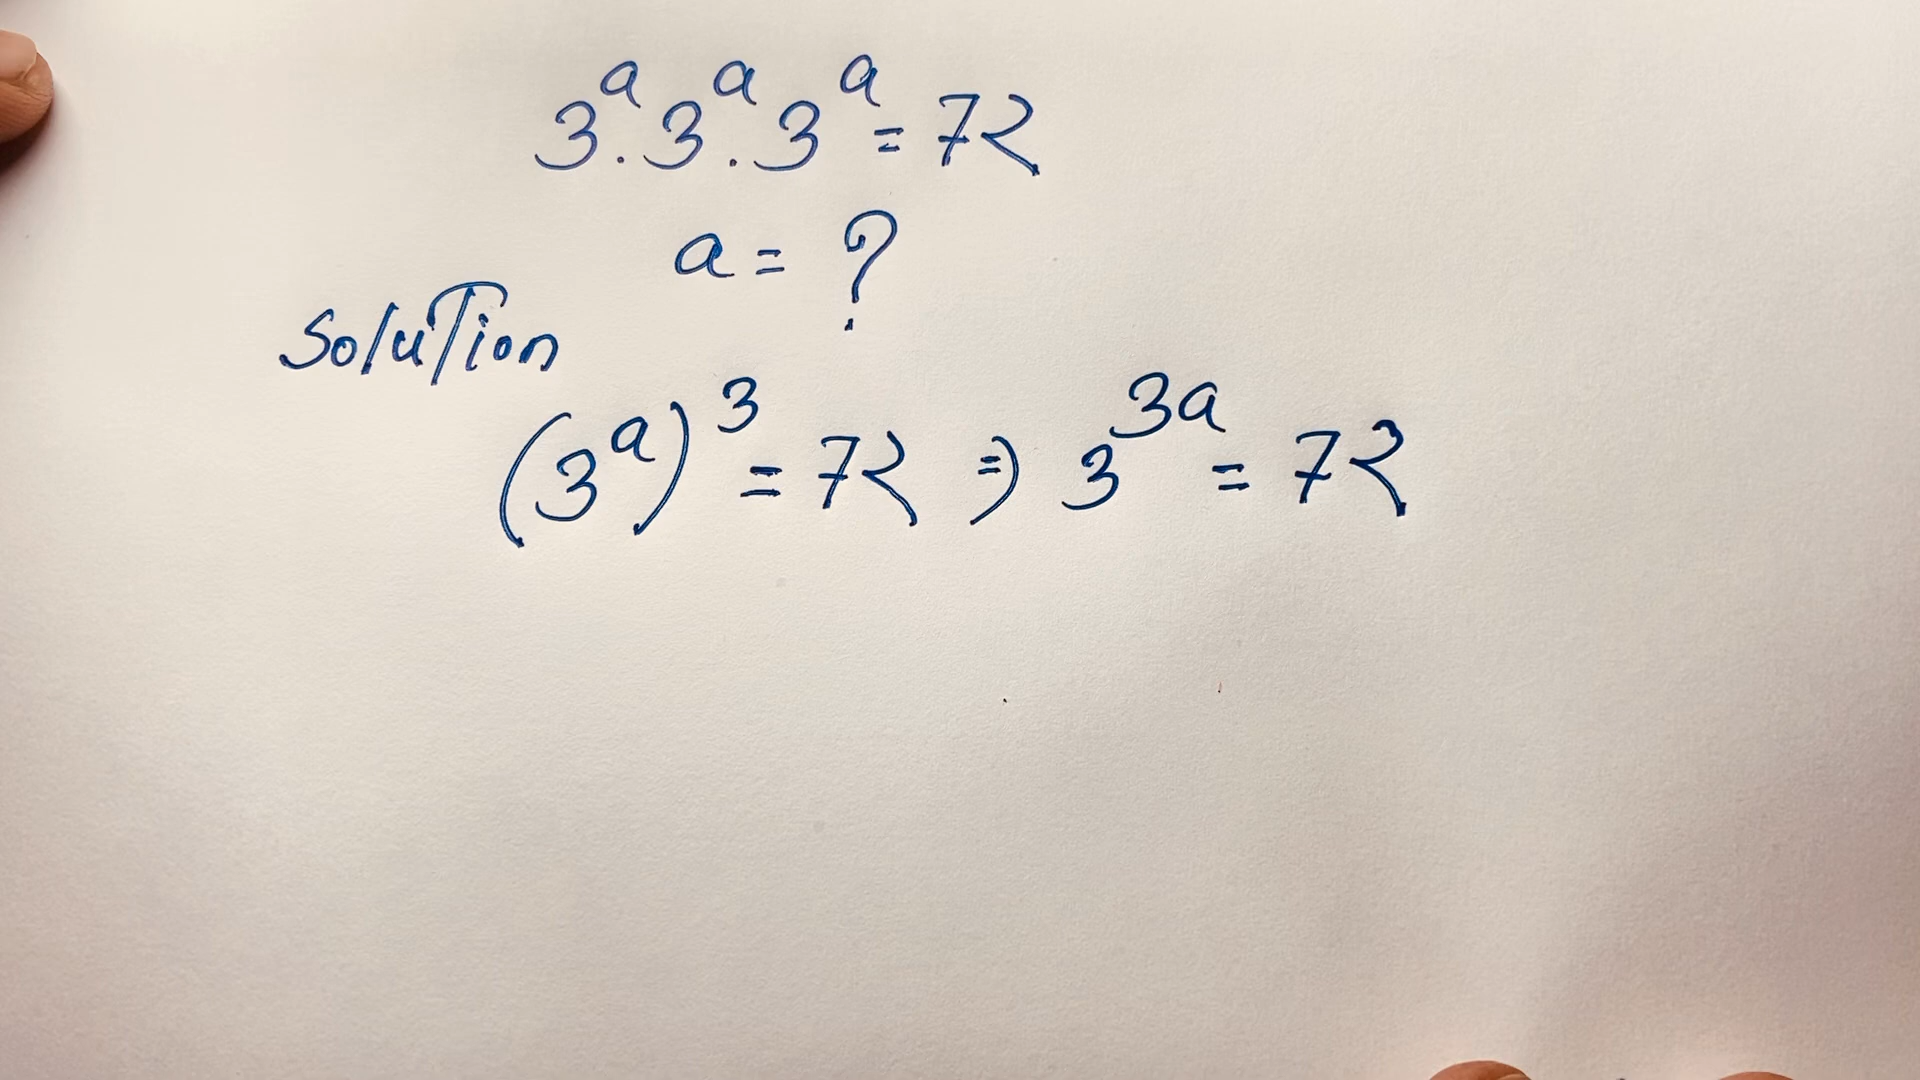 3^a . 3^a . 3^a = 72
a = ?
Solution
(3^a)^3 = 72 ⇒ 3^3a = 72